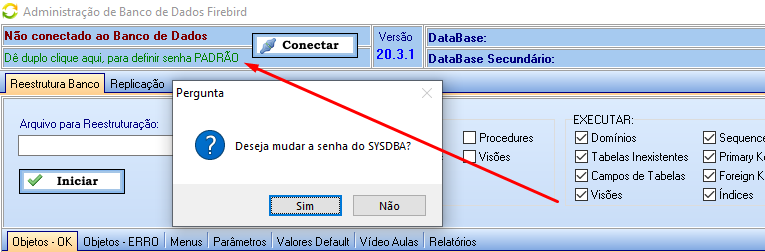 Administração de Banco de Dados Firebird
Não conectado ao Banco de Dados
Dê duplo clique aqui, para definir senha PADRÃO
Conectar
Versão
20.3.1
DataBase:
DataBase Secundário:
Reestrutura Banco
Replicação
Arquivo para Reestruturação:
Iniciar
Pergunta
Deseja mudar a senha do SYSDBA?
Sim
Não
Procedures
Visões
EXECUTAR:
Domínios
Tabelas Inexistentes
Campos de Tabelas
Visões
Primary
Foreign
Índices
Objetos - OK
Objetos - ERRO
Menus
Parâmetros
Valores Default
Vídeo Aulas
Relatórios